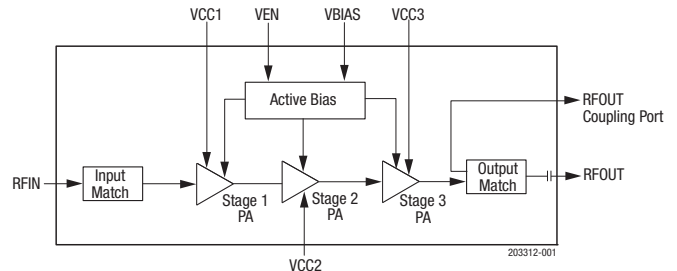 VCC1
VEN
VBIAS
VCC3
Active Bias
RFOUT
Coupling Port
RFIN
Input
Match
Stage 1
PA
Stage 2
PA
Stage 3
PA
Output
Match
RFOUT
VCC2
203312-001